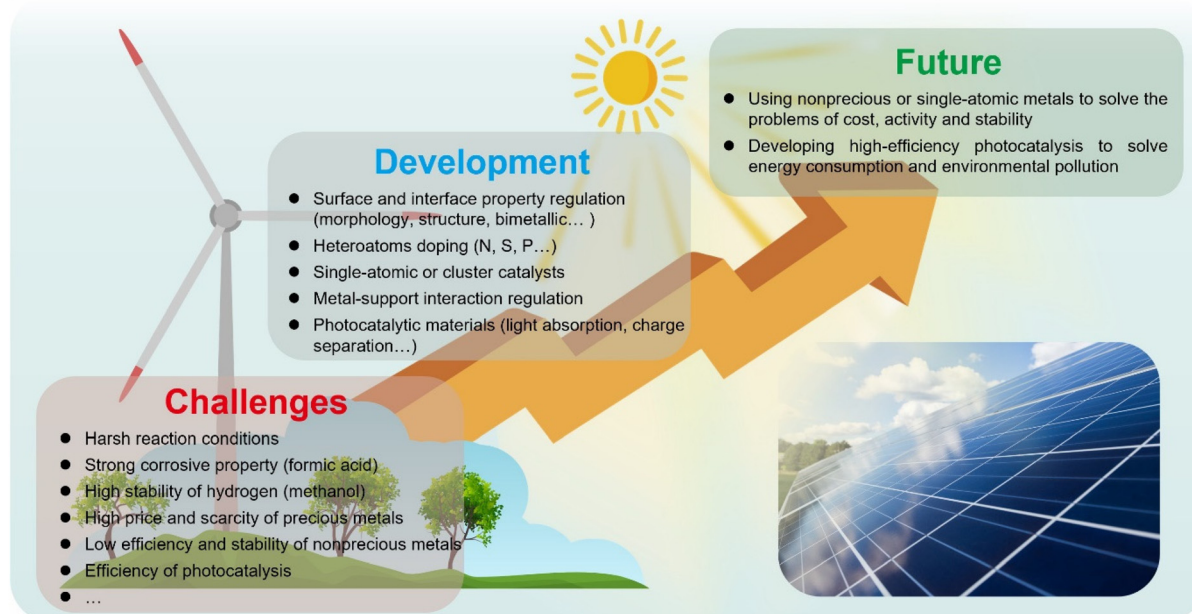 Future
● Using nonprecious or single-atomic metals to solve the
problems of cost, activity and stability
● Developing high-efficiency photocatalysis to solve
energy consumption and environmental pollution
Development
● Surface and interface property regulation
(morphology, structure, bimetallic… )
● Heteroatoms doping (N, S, P…)
● Single-atomic or cluster catalysts
● Metal-support interaction regulation
● Photocatalytic materials (light absorption, charge
separation…)
Challenges
● Harsh reaction conditions
● Strong corrosive property (formic acid)
● High stability of hydrogen (methanol)
● High price and scarcity of precious metals
● Low efficiency and stability of nonprecious metals
● Efficiency of photocatalysis
● …